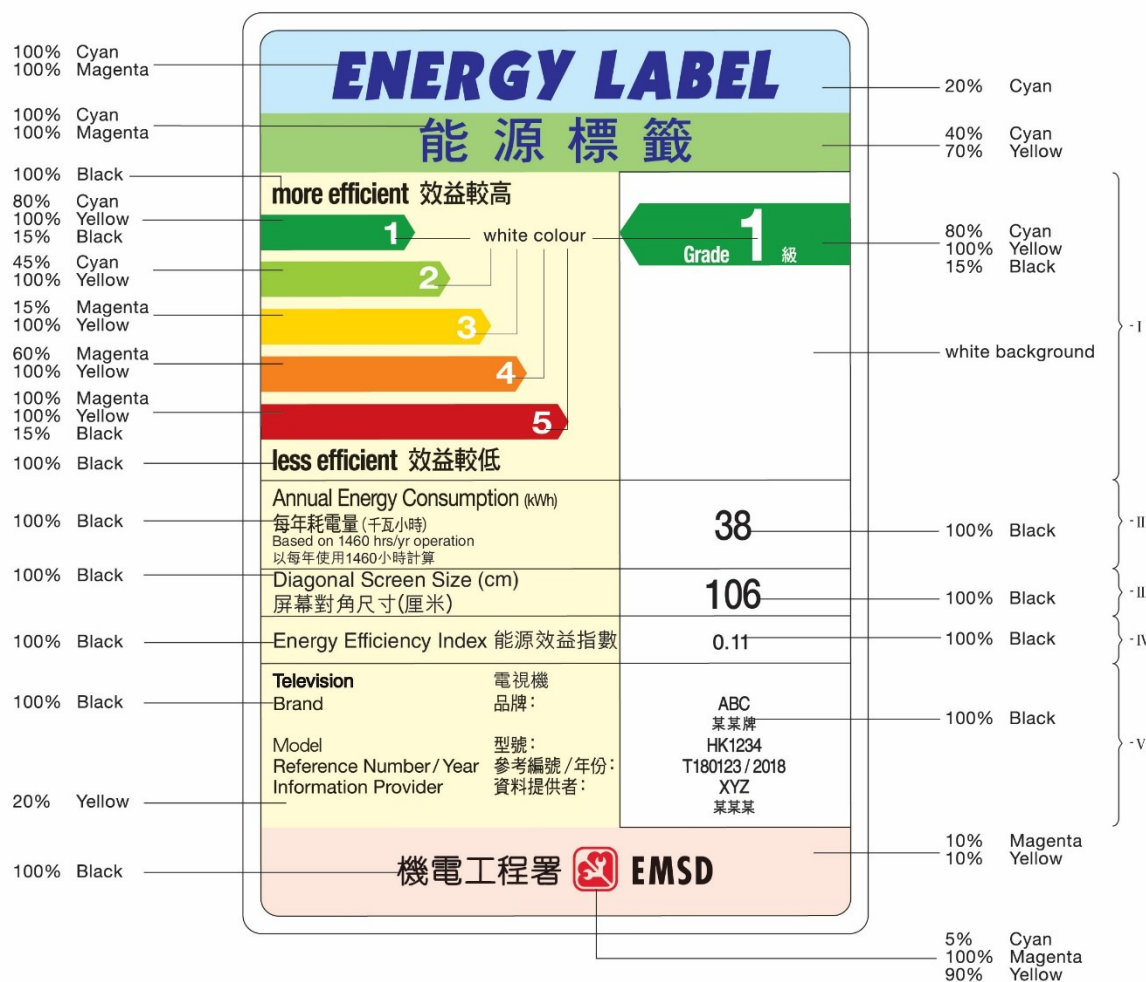 100% Cyan
100% Magenta
ENERGY LABEL
20% Cyan
100% Cyan
100% Magenta
能源標籤
40% Cyan
70% Yellow
100% Black
more efficient 效益較高
80% Cyan
100% Yellow
15% Black
1
white colour
Grade 1 級
80% Cyan
100% Yellow
15% Black
45% Cyan
100% Yellow
2
15% Magenta
100% Yellow
3
- I
60% Magenta
100% Yellow
4
white background
100% Magenta
100% Yellow
15% Black
5
100% Black
less efficient 效益較低
Annual Energy Consumption (kWh)
每年耗電量 (千瓦小時)
Based on 1460 hrs/yr operation
以每年使用1460小時計算
100% Black
38
100% Black
- II
100% Black
Diagonal Screen Size (cm)
屏幕對角尺寸(厘米)
106
100% Black
- II
100% Black
Energy Efficiency Index 能源效益指數
0.11
100% Black
- IV
Television 電視機
100% Black
Brand 品牌: ABC
某某牌
100% Black
Model 型號: HK1234
- V
Reference Number/Year 參考編號/年份: T180123 / 2018
Information Provider 資料提供者: XYZ
某某某
20% Yellow
10% Magenta
10% Yellow
100% Black
機電工程署 EMSD
5% Cyan
100% Magenta
90% Yellow